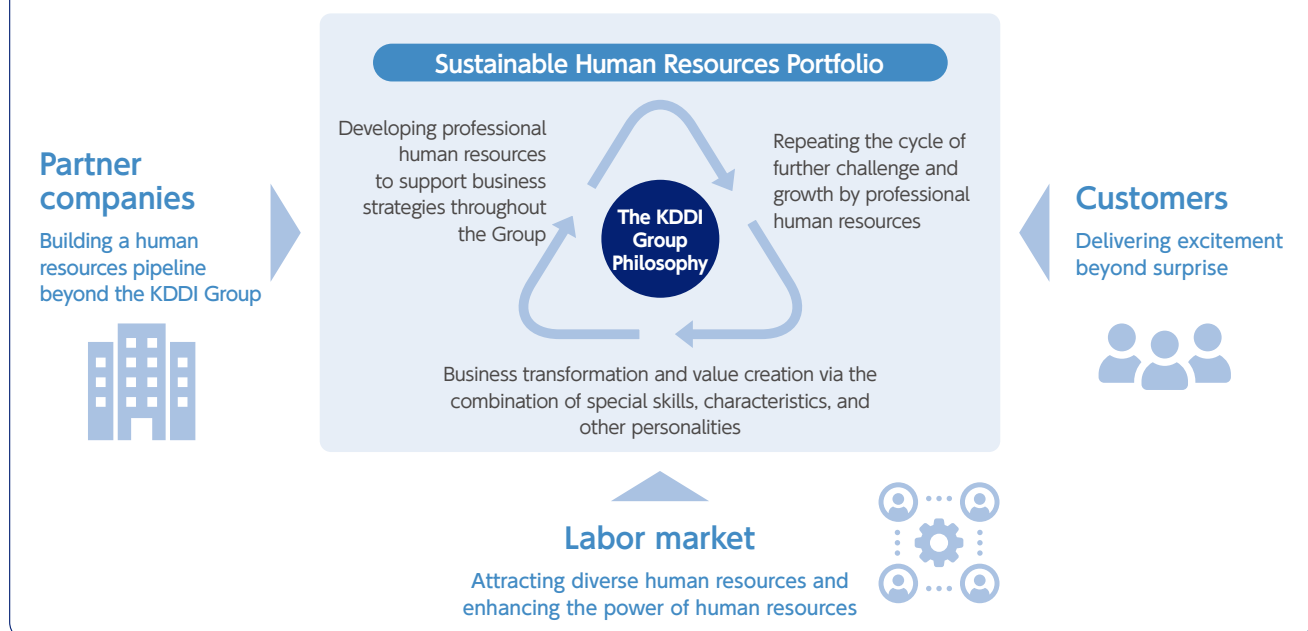 Sustainable Human Resources Portfolio
Developing professional
human resources
to support business
strategies throughout
the Group
Repeating the cycle of
further challenge and
growth by professional
human resources
The KDDI
Group
Philosophy
Business transformation and value creation via the
combination of special skills, characteristics, and
other personalities
Partner
companies
Building a human
resources pipeline
beyond the KDDI Group
Customers
Delivering excitement
beyond surprise
Labor market
Attracting diverse human resources and
enhancing the power of human resources